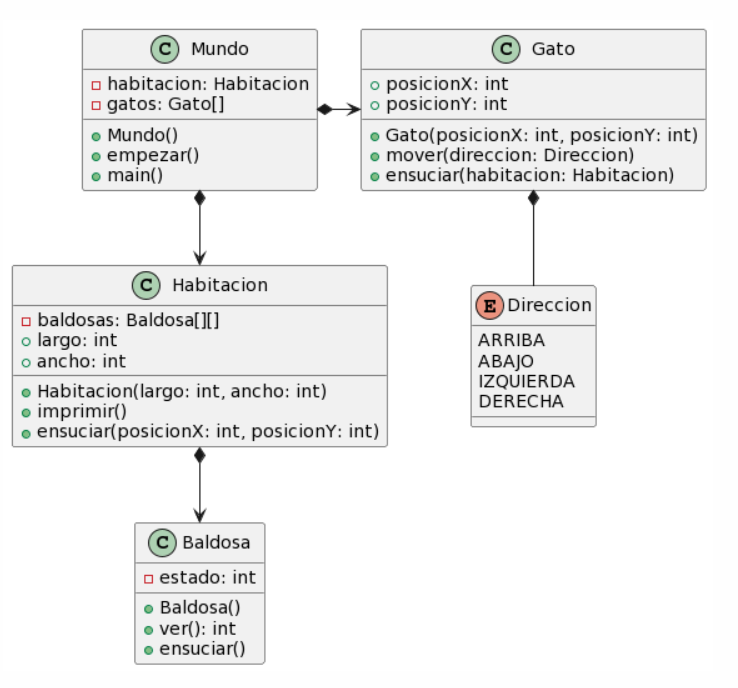 C Mundo
habitacion: Habitacion
gatos: Gato[]
Mundo()
empezar()
main()
C Gato
posicionX: int
posicionY: int
Gato(posicionX: int, posicionY: int)
mover(direccion: Direccion)
ensuciar(habitacion: Habitacion)
C Habitacion
baldosas: Baldosa[][]
largo: int
ancho: int
Habitacion(largo: int, ancho: int)
imprimir()
ensuciar(posicionX: int, posicionY: int)
E Direccion
ARRIBA
ABAJO
IZQUIERDA
DERECHA
C Baldosa
estado: int
Baldosa()
ver(): int
ensuciar()